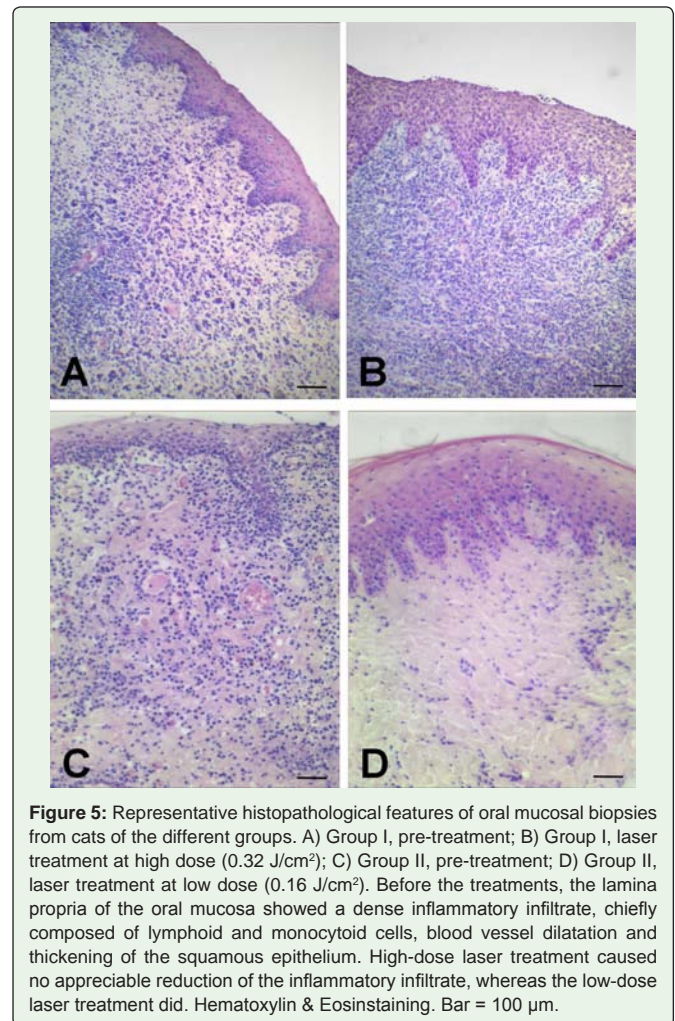 A
B
C
D
Figure 5: Representative histopathological features of oral mucosal biopsies
from cats of the different groups. A) Group I, pre-treatment; B) Group I, laser
treatment at high dose (0.32 J/cm²); C) Group II, pre-treatment; D) Group II,
laser treatment at low dose (0.16 J/cm²). Before the treatments, the lamina
propria of the oral mucosa showed a dense inflammatory infiltrate, chiefly
composed of lymphoid and monocytoid cells, blood vessel dilatation and
thickening of the squamous epithelium. High-dose laser treatment caused
no appreciable reduction of the inflammatory infiltrate, whereas the low-dose
laser treatment did. Hematoxylin & Eosinstaining. Bar = 100 µm.